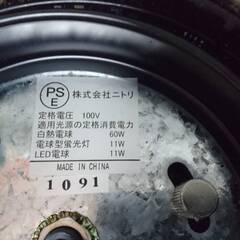 PS
E
株式会社ニトリ
定格電圧 100V
適用光源の定格消費電力
白熱電球 60W
電球型蛍光灯 11W
LED電球 11W
MADE IN CHINA
1091